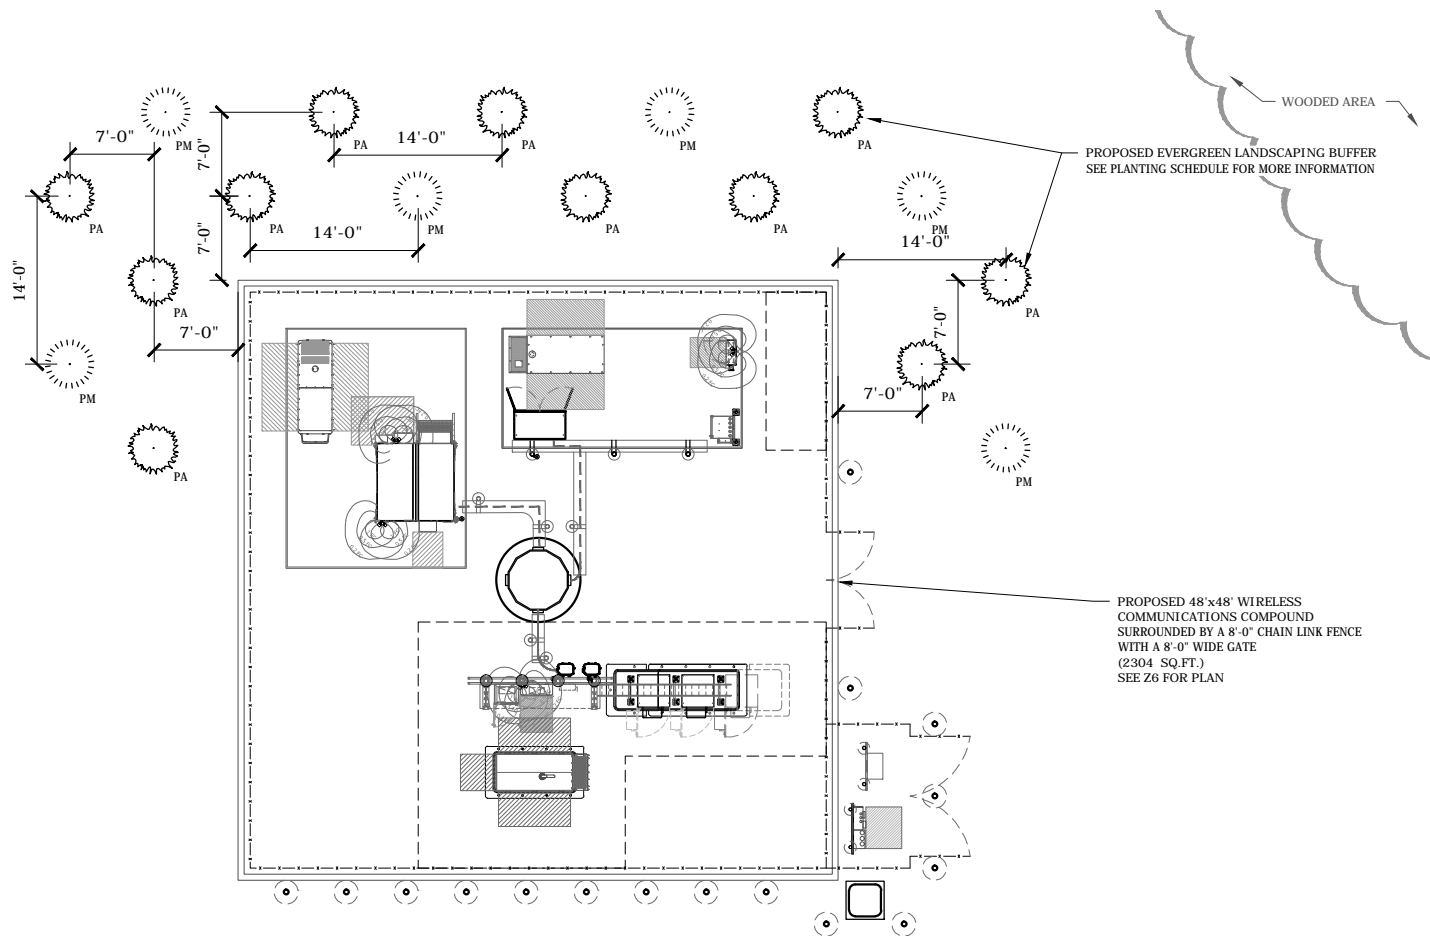 WOODED AREA
7'-0"
PM
7'-0"
PA
14'-0"
PA
PM
PA
PROPOSED EVERGREEN LANDSCAPING BUFFER
SEE PLANTING SCHEDULE FOR MORE INFORMATION
PA
7'-0"
PA
14'-0"
PM
PA
PA
PM
14'-0"
14'-0"
PA
7'-0"
PA
7'-0"
PM
7'-0"
PA
PA
PM
PROPOSED 48'x48' WIRELESS
COMMUNICATIONS COMPOUND
SURROUNDED BY A 8'-0" CHAIN LINK FENCE
WITH A 8'-0" WIDE GATE
(2304 SQ.FT.)
SEE Z6 FOR PLAN